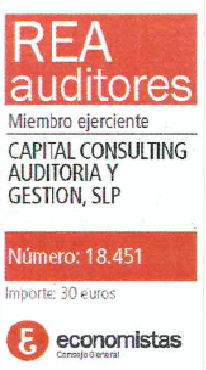 REA
auditores
Miembro ejerciente
CAPITAL CONSULTING
AUDITORIA Y
GESTION, SLP
Número: 18.451
Importe: 30 euros
economistas
Consejo General